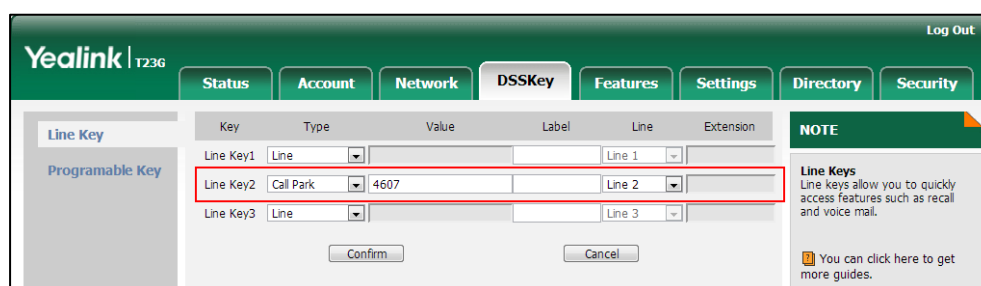 Log Out
Yealink | T23G
Status Account Network DSSKey Features Settings Directory Security
Line Key
Programable Key
Key Type Value Label Line Extension
Line Key1 Line Line 1
Line Key2 Call Park 4607 Line 2
Line Key3 Line Line 3
Confirm Cancel
NOTE
Line Keys
Line keys allow you to quickly
access features such as recall
and voice mail.
You can click here to get
more guides.